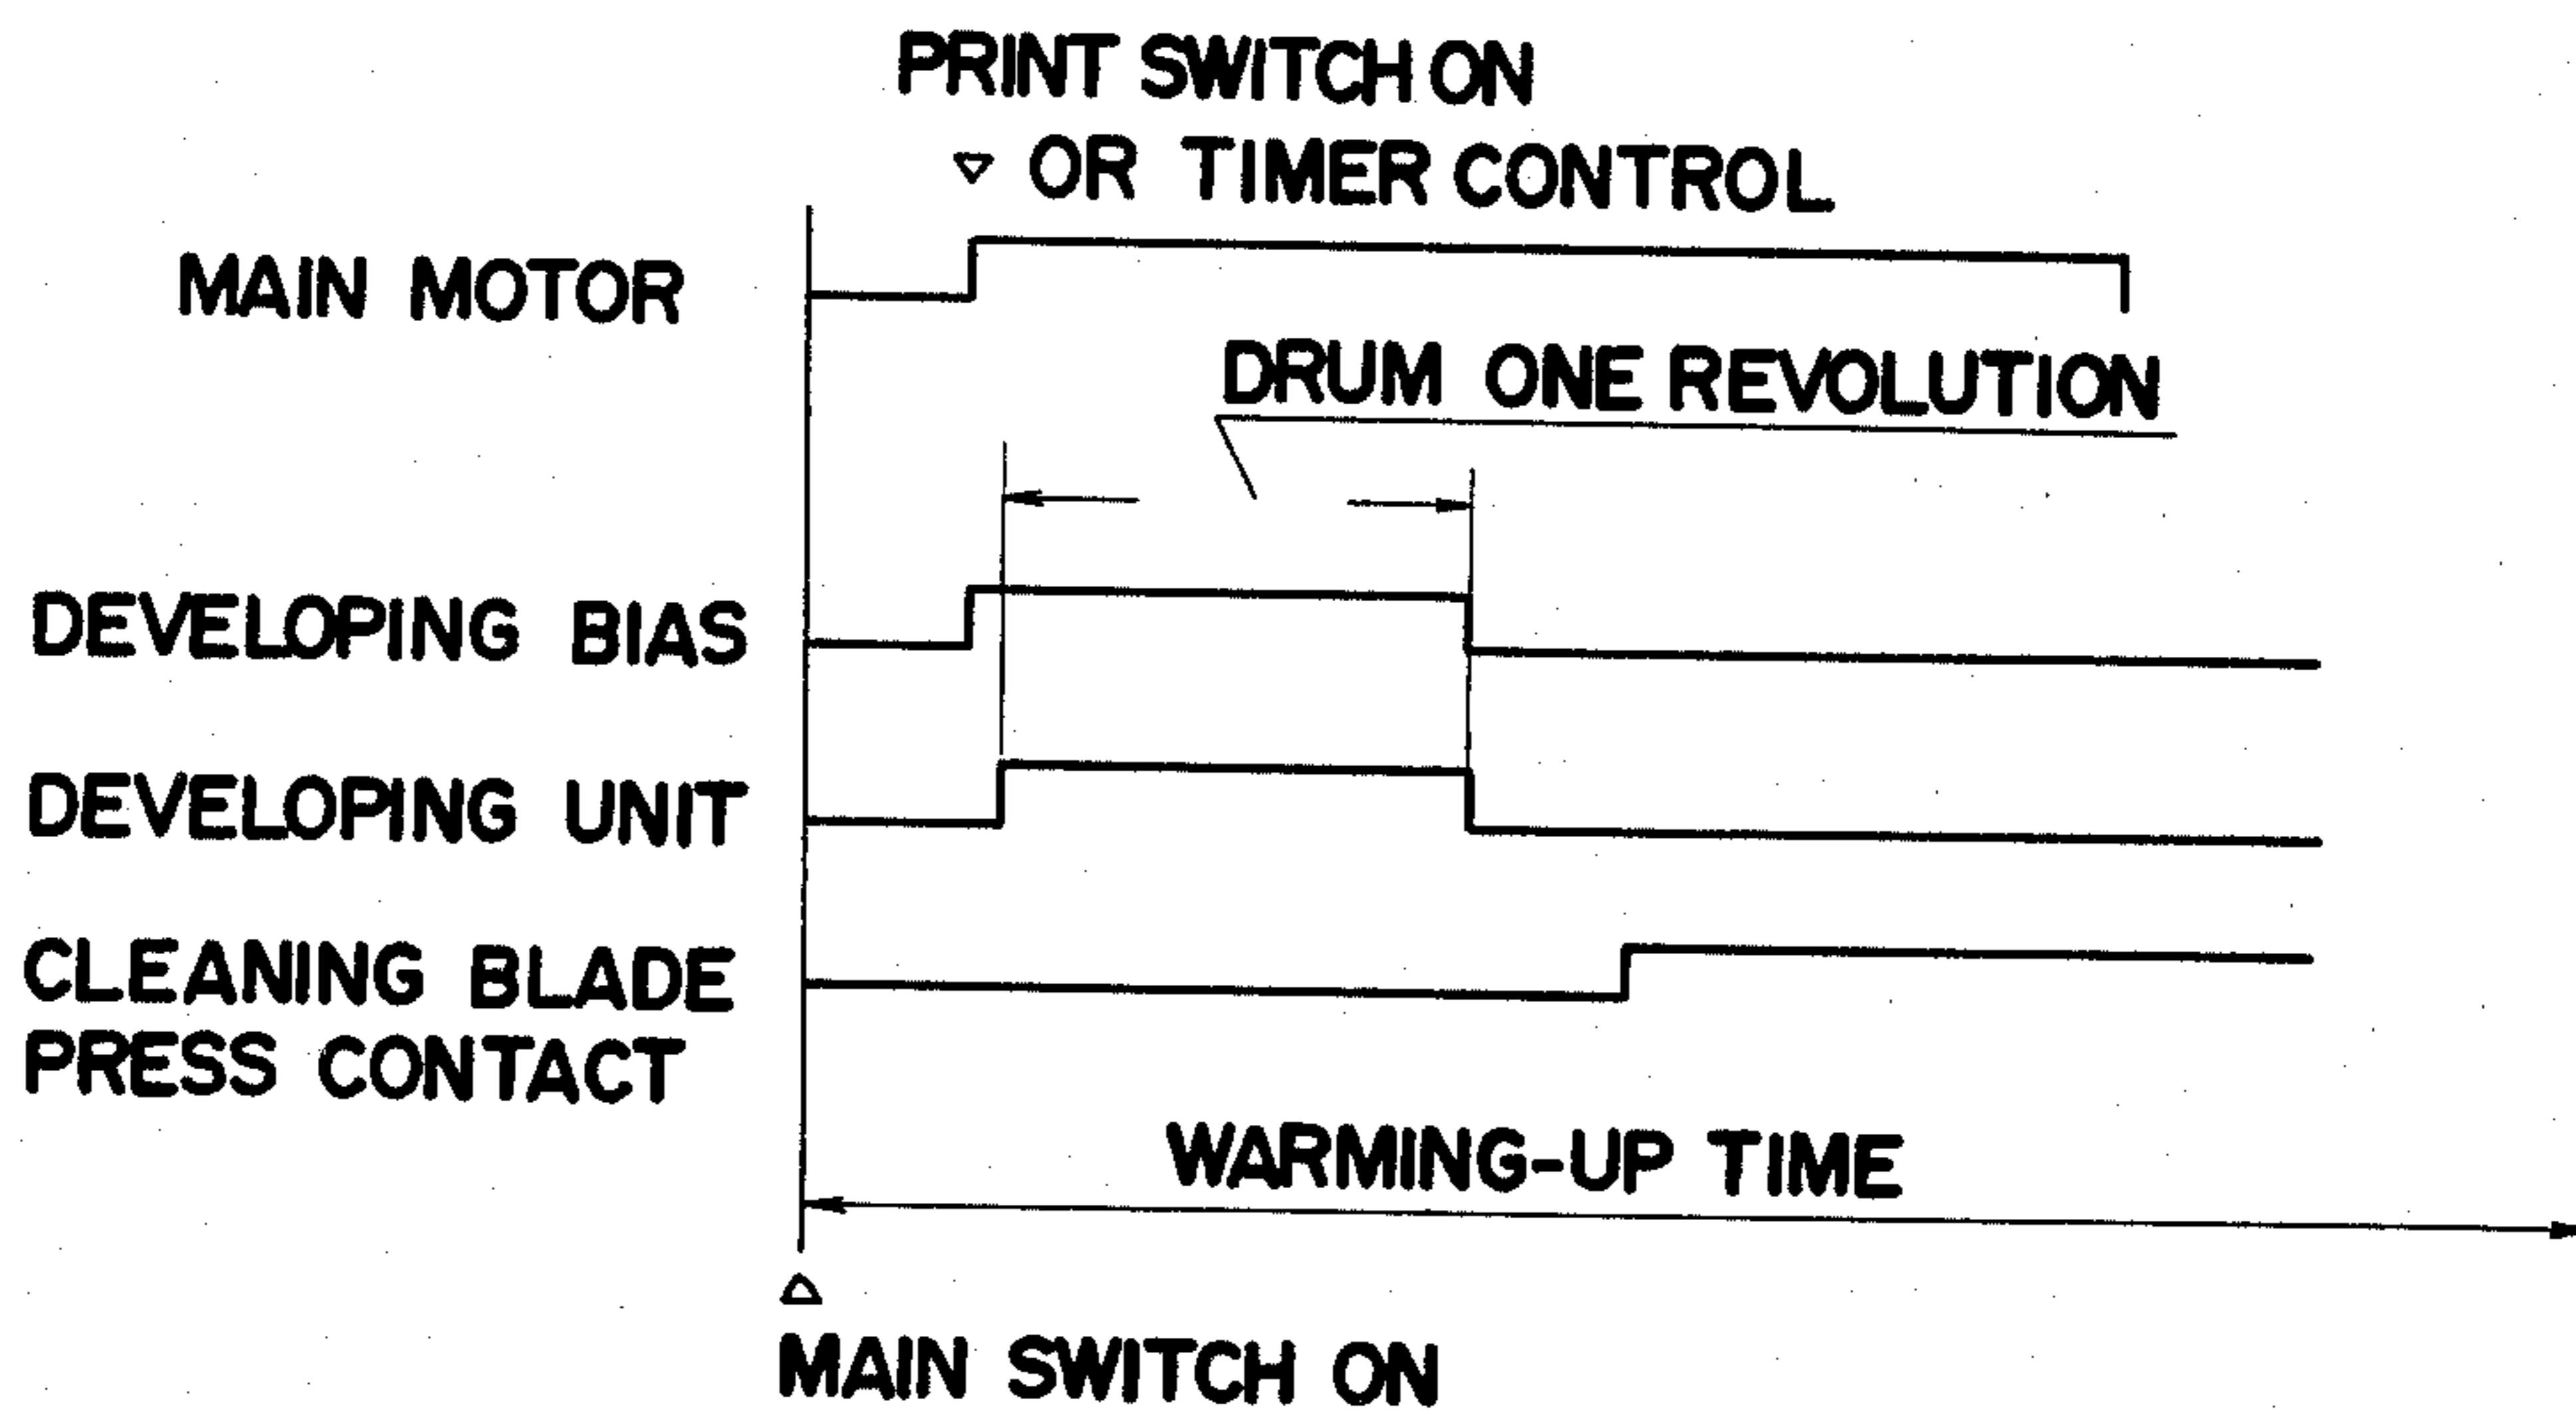 PRINT SWITCH ON
OR TIMER CONTROL
MAIN MOTOR
DRUM ONE REVOLUTION
DEVELOPING BIAS
DEVELOPING UNIT
CLEANING BLADE
PRESS CONTACT
WARMING-UP TIME
MAIN SWITCH ON